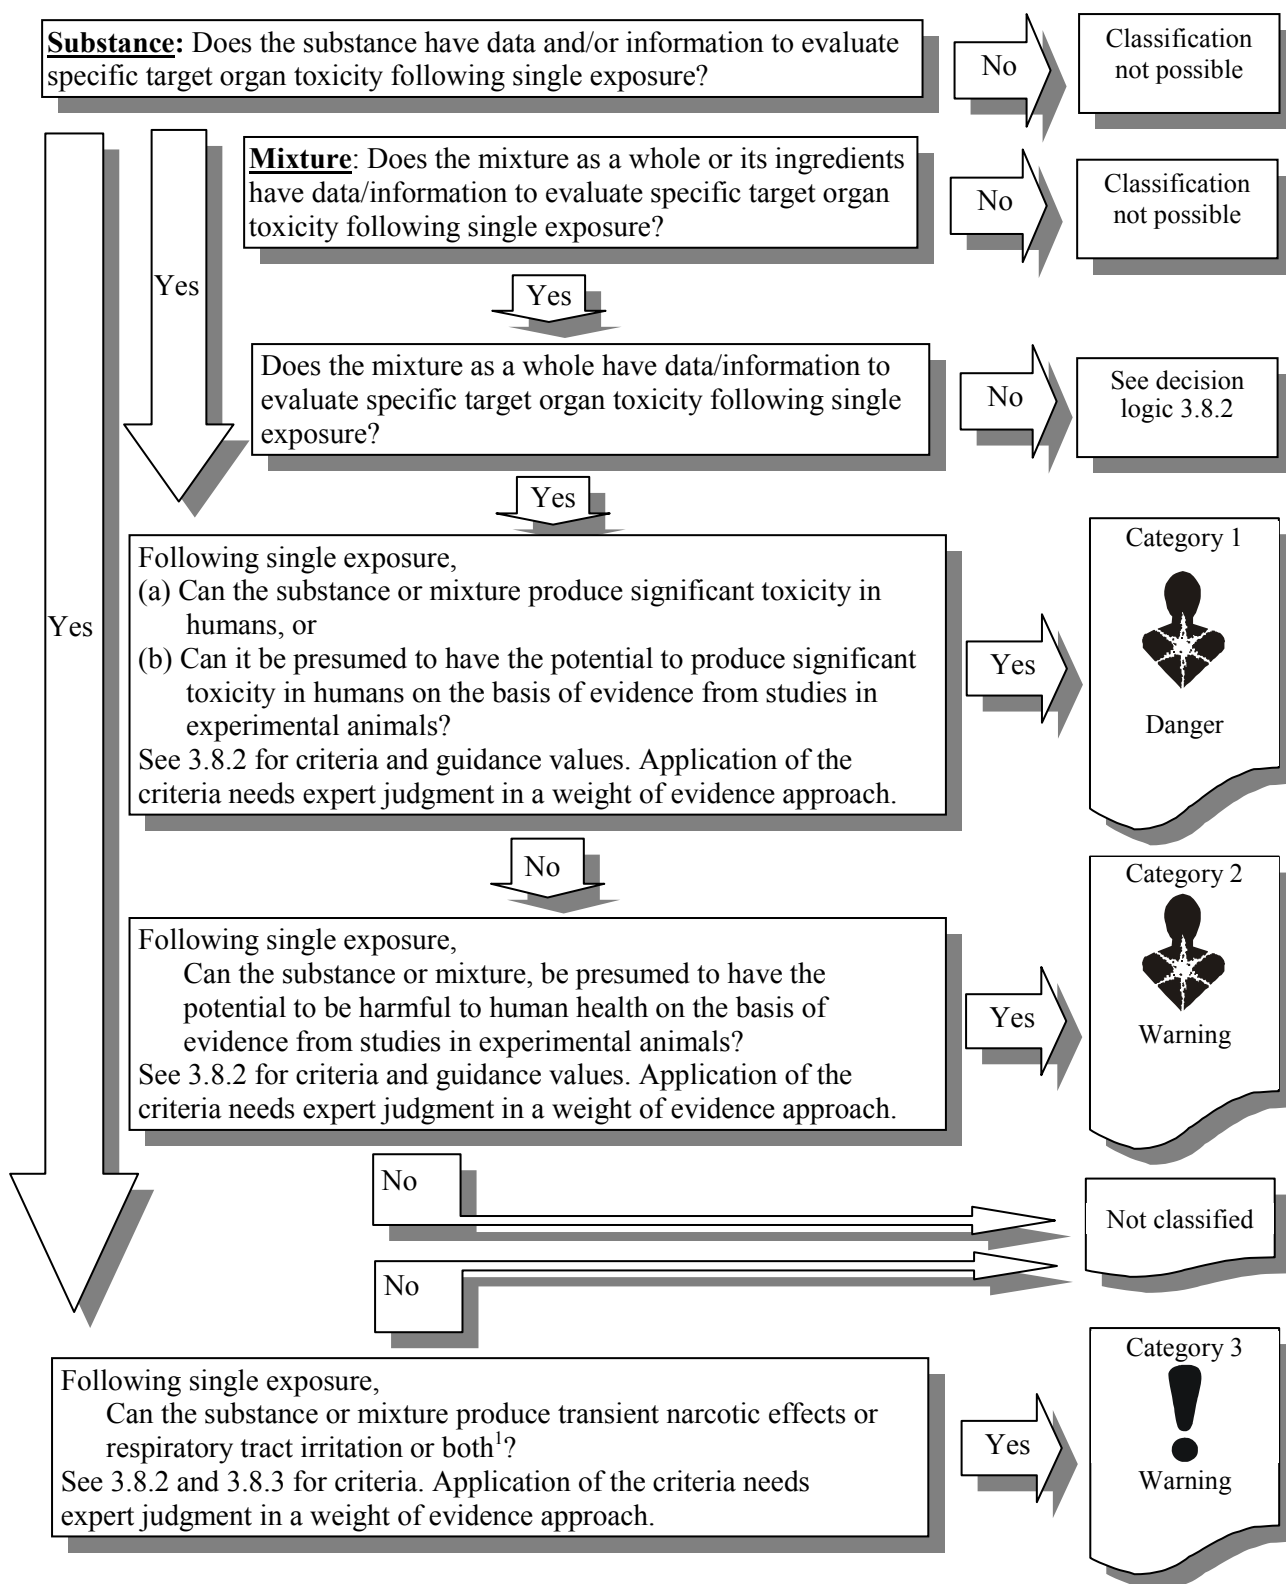 Substance: Does the substance have data and/or information to evaluate
specific target organ toxicity following single exposure?
No
Classification
not possible
Mixture: Does the mixture as a whole or its ingredients
have data/information to evaluate specific target organ
toxicity following single exposure?
No
Classification
not possible
Yes
Yes
Does the mixture as a whole have data/information to
evaluate specific target organ toxicity following single
exposure?
No
See decision
logic 3.8.2
Yes
Yes
Following single exposure,
(a) Can the substance or mixture produce significant toxicity in
humans, or
(b) Can it be presumed to have the potential to produce significant
toxicity in humans on the basis of evidence from studies in
experimental animals?
See 3.8.2 for criteria and guidance values. Application of the
criteria needs expert judgment in a weight of evidence approach.
Yes
Category 1
Danger
No
Following single exposure,
Can the substance or mixture, be presumed to have the
potential to be harmful to human health on the basis of
evidence from studies in experimental animals?
See 3.8.2 for criteria and guidance values. Application of the
criteria needs expert judgment in a weight of evidence approach.
Yes
Category 2
Warning
No
Not classified
No
Following single exposure,
Can the substance or mixture produce transient narcotic effects or
respiratory tract irritation or both¹?
See 3.8.2 and 3.8.3 for criteria. Application of the criteria needs
expert judgment in a weight of evidence approach.
Yes
Category 3
Warning